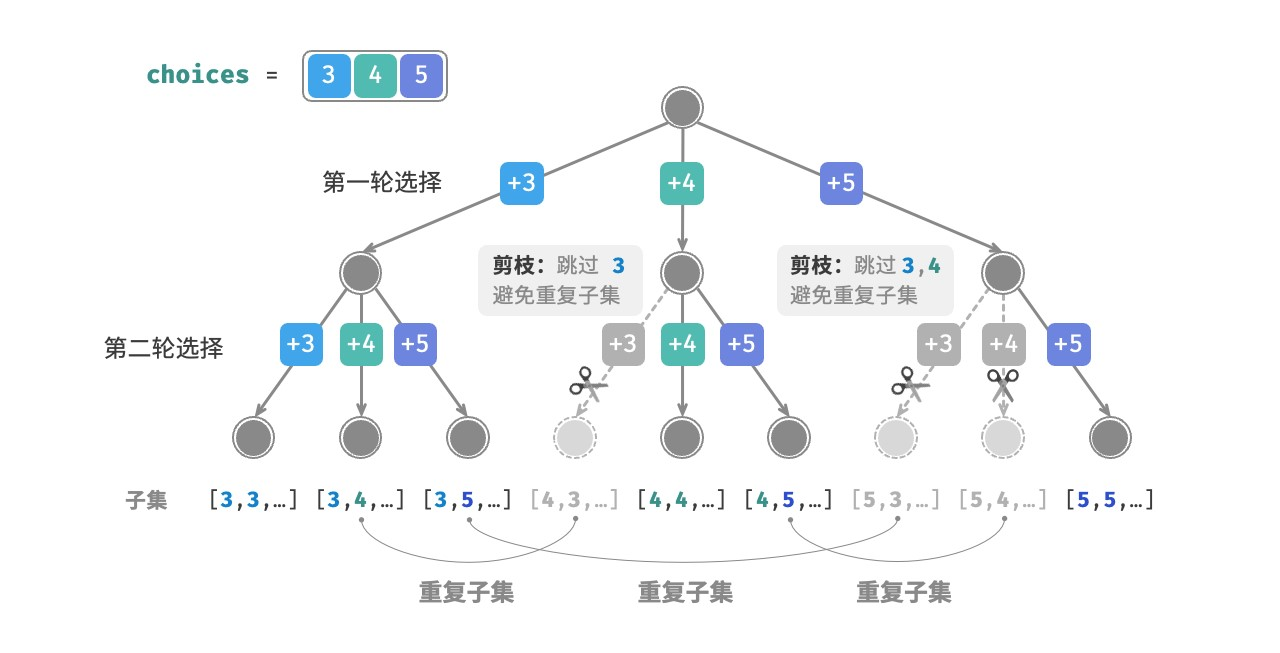 choices = 3 4 5
第一轮选择 +3 +4 +5
剪枝：跳过 3
避免重复子集
剪枝：跳过 3,4
避免重复子集
第二轮选择 +3 +4 +5 +3 +4 +5 +3 +4 +5
子集 [3,3,…] [3,4,…] [3,5,…] [4,3,…] [4,4,…] [4,5,…] [5,3,…] [5,4,…] [5,5,…]
重复子集 重复子集 重复子集